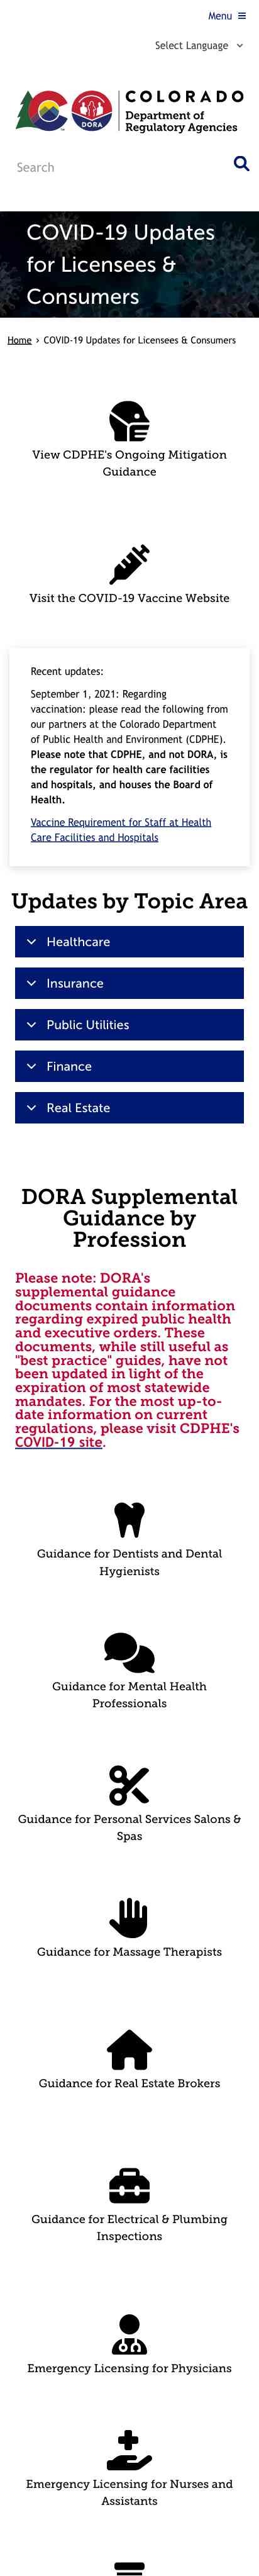 Menu
Select Language
COLORADO
Department of
Regulatory Agencies
DORA
Search
COVID-19 Updates
for Licensees &
Consumers
Home › COVID-19 Updates for Licensees & Consumers
View CDPHE's Ongoing Mitigation
Guidance
Visit the COVID-19 Vaccine Website
Recent updates:
September 1, 2021: Regarding
vaccination: please read the following from
our partners at the Colorado Department
of Public Health and Environment (CDPHE).
Please note that CDPHE, and not DORA, is
the regulator for health care facilities
and hospitals, and houses the Board of
Health.
Vaccine Requirement for Staff at Health
Care Facilities and Hospitals
Updates by Topic Area
Healthcare
Insurance
Public Utilities
Finance
Real Estate
DORA Supplemental
Guidance by
Profession
Please note: DORA's
supplemental guidance
documents contain information
regarding expired public health
and executive orders. These
documents, while still useful as
"best practice" guides, have not
been updated in light of the
expiration of most statewide
mandates. For the most up-to-
date information on current
regulations, please visit CDPHE's
COVID-19 site.
Guidance for Dentists and Dental
Hygienists
Guidance for Mental Health
Professionals
Guidance for Personal Services Salons &
Spas
Guidance for Massage Therapists
Guidance for Real Estate Brokers
Guidance for Electrical & Plumbing
Inspections
Emergency Licensing for Physicians
Emergency Licensing for Nurses and
Assistants